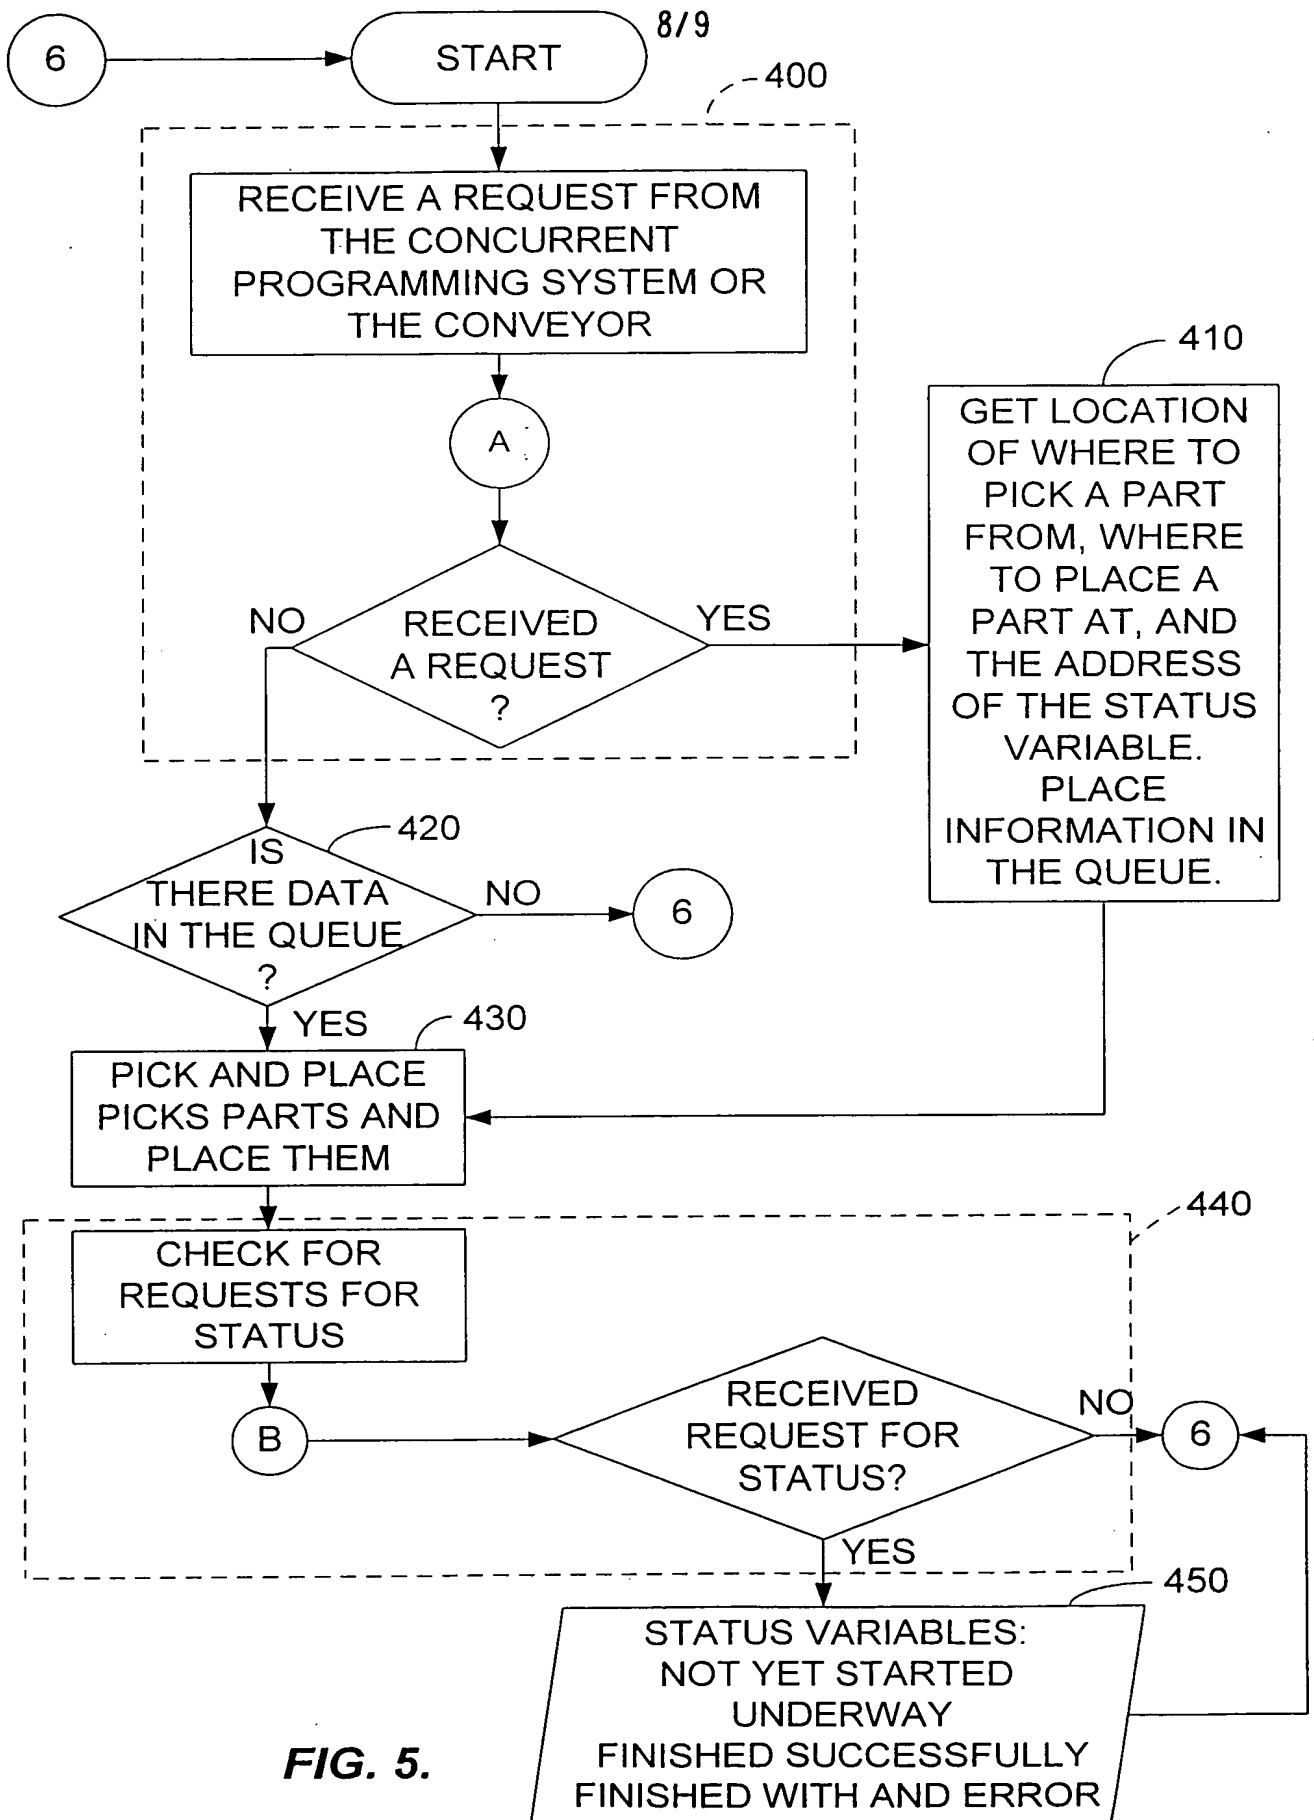 8/9
6
START
400
RECEIVE A REQUEST FROM
THE CONCURRENT
PROGRAMMING SYSTEM OR
THE CONVEYOR
A
410
GET LOCATION
OF WHERE TO
PICK A PART
FROM, WHERE
TO PLACE A
PART AT, AND
THE ADDRESS
OF THE STATUS
VARIABLE.
PLACE
INFORMATION IN
THE QUEUE.
NO
RECEIVED
A REQUEST
?
YES
420
IS
THERE DATA
IN THE QUEUE
?
NO
6
YES
430
PICK AND PLACE
PICKS PARTS AND
PLACE THEM
440
CHECK FOR
REQUESTS FOR
STATUS
B
RECEIVED
REQUEST FOR
STATUS?
NO
6
YES
450
STATUS VARIABLES:
NOT YET STARTED
UNDERWAY
FINISHED SUCCESSFULLY
FINISHED WITH AND ERROR
FIG. 5.